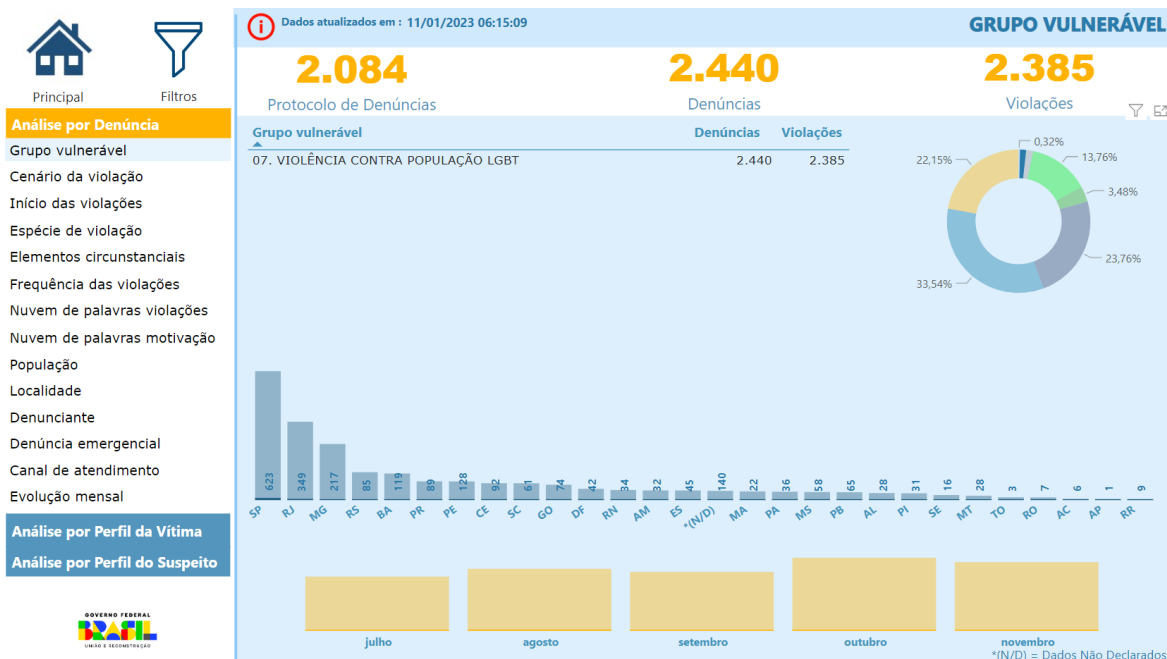 Dados atualizados em : 11/01/2023 06:15:09
GRUPO VULNERÁVEL
Principal
Filtros
2.084
Protocolo de Denúncias
2.440
Denúncias
2.385
Violações
Análise por Denúncia
Grupo vulnerável
Cenário da violação
Início das violações
Espécie de violação
Elementos circunstanciais
Frequência das violações
Nuvem de palavras violações
Nuvem de palavras motivação
População
Localidade
Denunciante
Denúncia emergencial
Canal de atendimento
Evolução mensal
Análise por Perfil da Vítima
Análise por Perfil do Suspeito
GOVERNO FEDERAL
BRASIL
UNIÃO E RECONSTRUÇÃO
Grupo vulnerável Denúncias Violações
07. VIOLÊNCIA CONTRA POPULAÇÃO LGBT 2.440 2.385
0,32%
13,76%
3,48%
23,76%
33,54%
22,15%
623 349 217 85 119 89 128 92 61 74 42 34 32 45 140 22 36 58 65 28 31 16 28 3 7 6 1 9
SP RJ MG RS BA PR PE CE SC GO DF RN AM ES *(N/D) MA PA MS PB AL PI SE MT TO RO AC AP RR
julho agosto setembro outubro novembro
*(N/D) = Dados Não Declarados